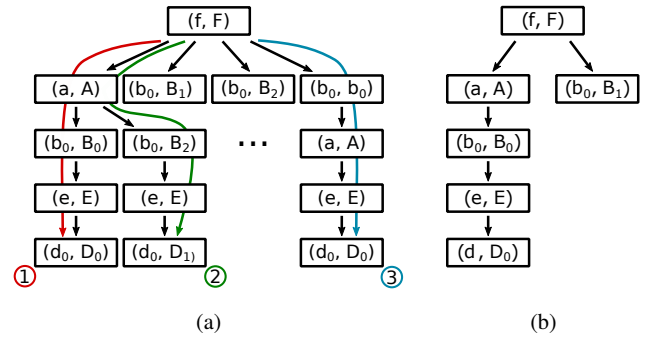 (f, F) (f, F)
(a, A) (b₀, B₁) (b₀, B₂) (b₀, b₀) (a, A) (b₀, B₁)
(b₀, B₀) (b₀, B₂) ... (a, A) (b₀, B₀)
(e, E) (e, E) (e, E) (e, E)
(d₀, D₀) (d₀, D₁) (d₀, D₀) (d, D₀)
1 2 3
(a) (b)